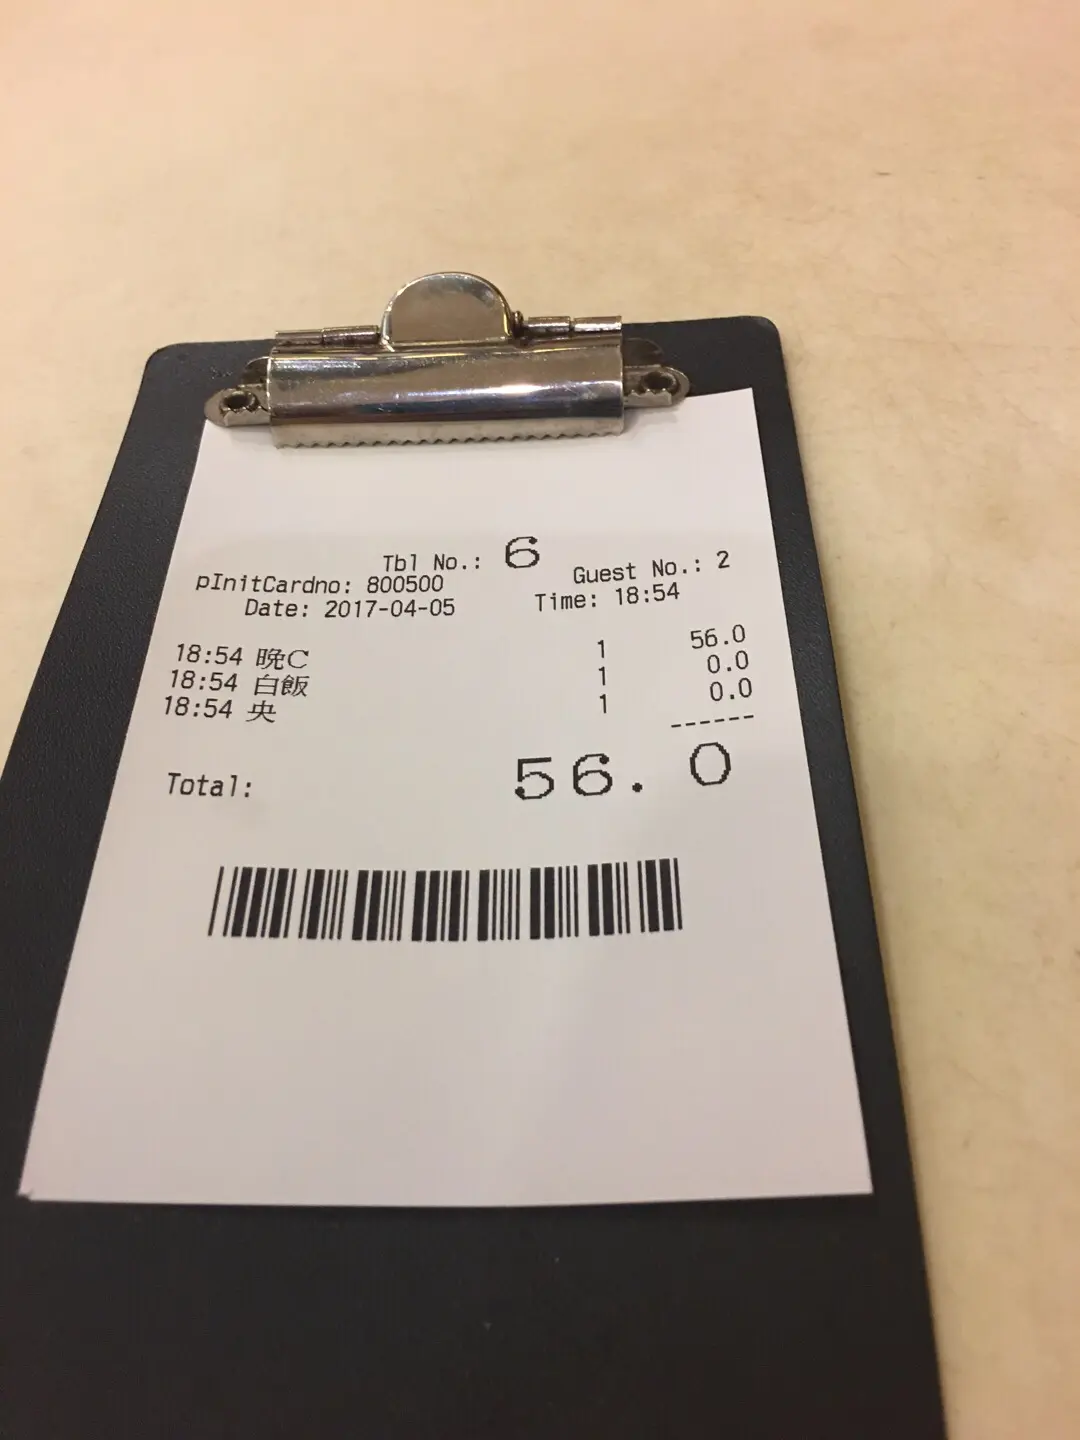 Tbl No.: 6
pInitCardno: 800500 Guest No.: 2
Date: 2017-04-05 Time: 18:54
18:54 晚C 1 56.0
18:54 白飯 1 0.0
18:54 央 1 0.0
------
Total: 56.0